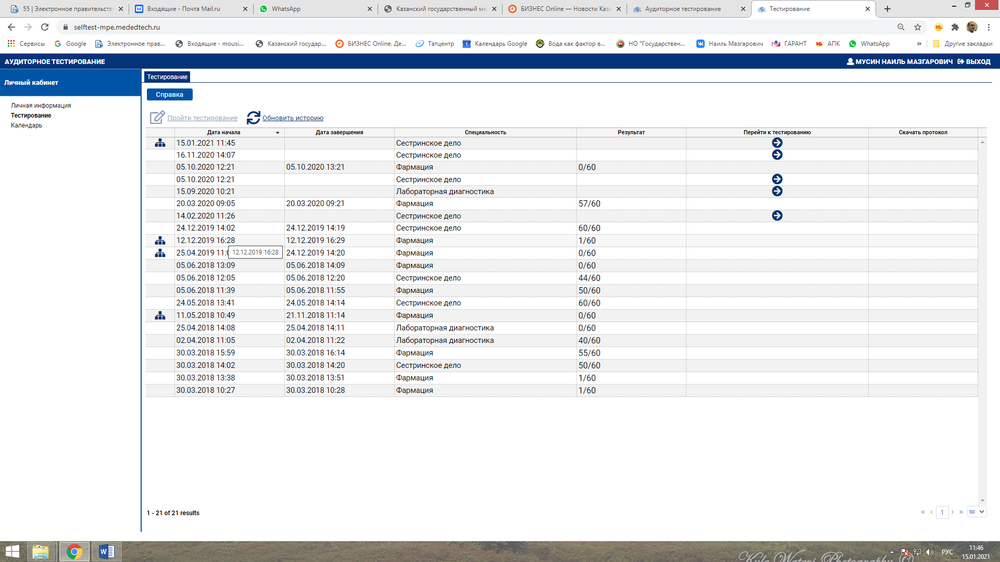 55 | Электронное правительство
Входящие - Почта Mail.ru
WhatsApp
Казанский государственный ме
БИЗНЕС Online — Новости Каза
Аудиторное тестирование
Тестирование
selftest-mpe.mededtech.ru
Сервисы
Google
Электронное прав...
Входящие - mousi...
Казанский государ...
БИЗНЕС Online. Де...
Татцентр
Календарь Google
Вода как фактор в...
НО "Государствен...
Наиль Мазгарович
ГАРАНТ
АПК
WhatsApp
»
Другие закладки
АУДИТОРНОЕ ТЕСТИРОВАНИЕ
МУСИН НАИЛЬ МАЗГАРОВИЧ ВЫХОД
Личный кабинет
Личная информация
Тестирование
Календарь
Тестирование
Справка
Пройти тестирование Обновить историю
Дата начала Дата завершения Специальность Результат Перейти к тестированию Скачать протокол
15.01.2021 11:45 Сестринское дело
16.11.2020 14:07 Сестринское дело
05.10.2020 12:21 05.10.2020 13:21 Фармация 0/60
05.10.2020 12:21 Сестринское дело
15.09.2020 10:21 Лабораторная диагностика
20.03.2020 09:05 20.03.2020 09:21 Фармация 57/60
14.02.2020 11:26 Сестринское дело
24.12.2019 14:02 24.12.2019 14:19 Сестринское дело 60/60
12.12.2019 16:28 12.12.2019 16:29 Фармация 1/60
25.04.2019 24.12.2019 14:20 Фармация 0/60
12.12.2019 16:28
05.06.2018 13:09 05.06.2018 14:09 Фармация 0/60
05.06.2018 12:05 05.06.2018 12:20 Сестринское дело 44/60
05.06.2018 11:39 05.06.2018 11:55 Фармация 50/60
24.05.2018 13:41 24.05.2018 14:14 Сестринское дело 60/60
11.05.2018 10:49 21.11.2018 11:14 Фармация 0/60
25.04.2018 14:08 25.04.2018 14:11 Лабораторная диагностика 0/60
02.04.2018 11:05 02.04.2018 11:22 Лабораторная диагностика 40/60
30.03.2018 15:59 30.03.2018 16:14 Фармация 55/60
30.03.2018 14:02 30.03.2018 14:20 Сестринское дело 50/60
30.03.2018 13:38 30.03.2018 13:51 Фармация 1/60
30.03.2018 10:27 30.03.2018 10:28 Фармация 1/60
1 - 21 of 21 results
« ‹ 1 › » 50
Kyle Waters Photography ©
РУС
11:46
15.01.2021